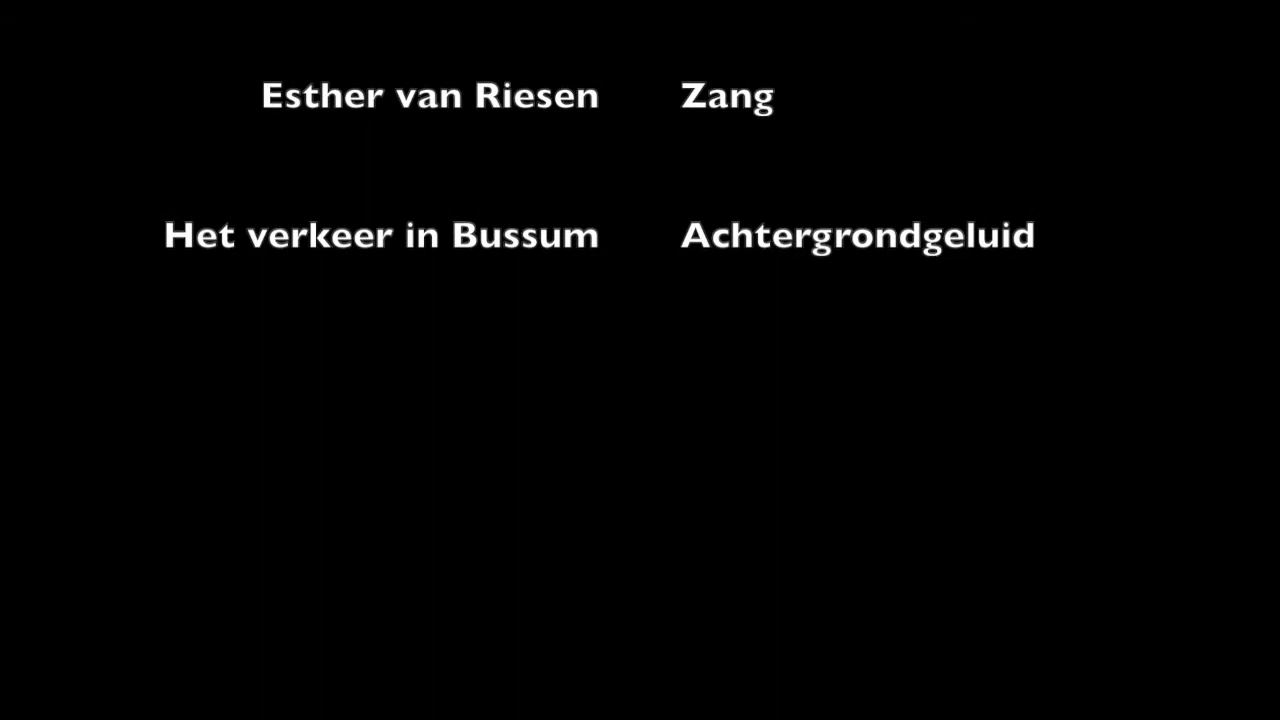 Esther van Riesen Zang
Het verkeer in Bussum Achtergrondgeluid